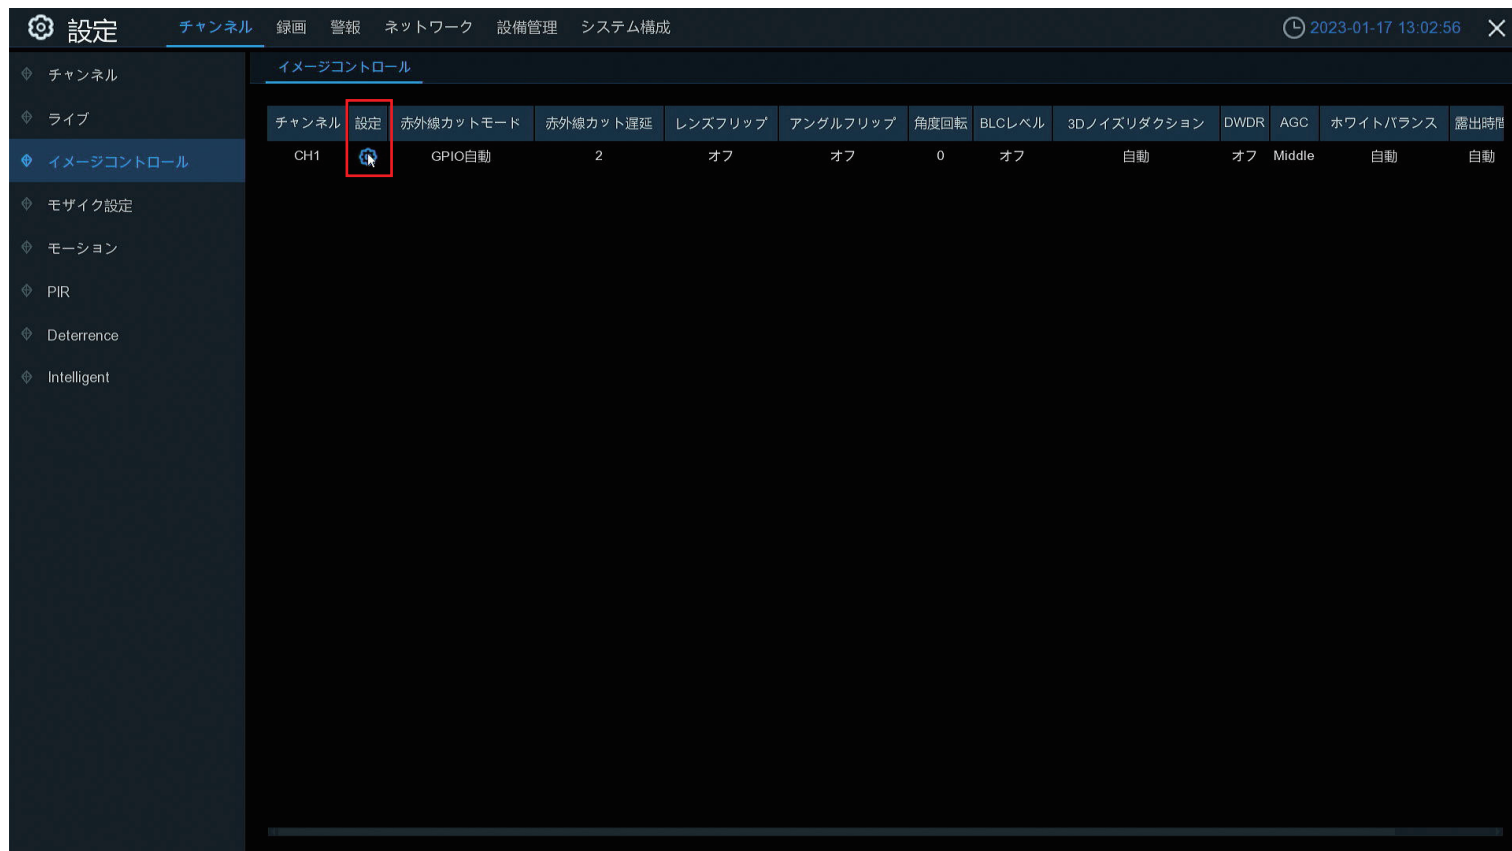 設定 チャンネル 録画 警報 ネットワーク 設備管理 システム構成 2023-01-17 13:02:56
チャンネル
ライブ
イメージコントロール
モザイク設定
モーション
PIR
Deterrence
Intelligent
イメージコントロール
チャンネル 設定 赤外線カットモード 赤外線カット遅延 レンズフリップ アングルフリップ 角度回転 BLCレベル 3Dノイズリダクション DWDR AGC ホワイトバランス 露出時間
CH1 GPIO自動 2 オフ オフ 0 オフ 自動 オフ Middle 自動 自動